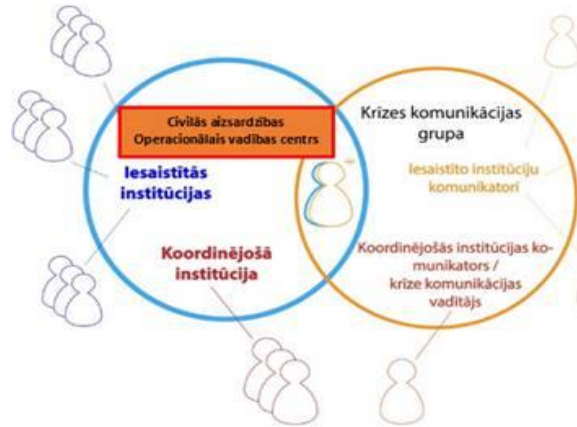 Civilās aizsardzības
Operacionālais vadības centrs
Iesaistītās
institūcijas
Koordinējošā
institūcija
Krīzes komunikācijas
grupa
Iesaistīto institūciju
komunikatori
Koordinējošās institūcijas ko-
munikators /
krīze komunikācijas
vadītājs